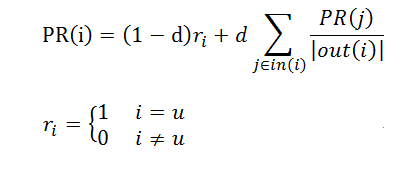 PR(i) = (1 − d)r_i + d ∑_{j∈in(i)} PR(j)/|out(i)|
r_i = {1 i = u
0 i ≠ u